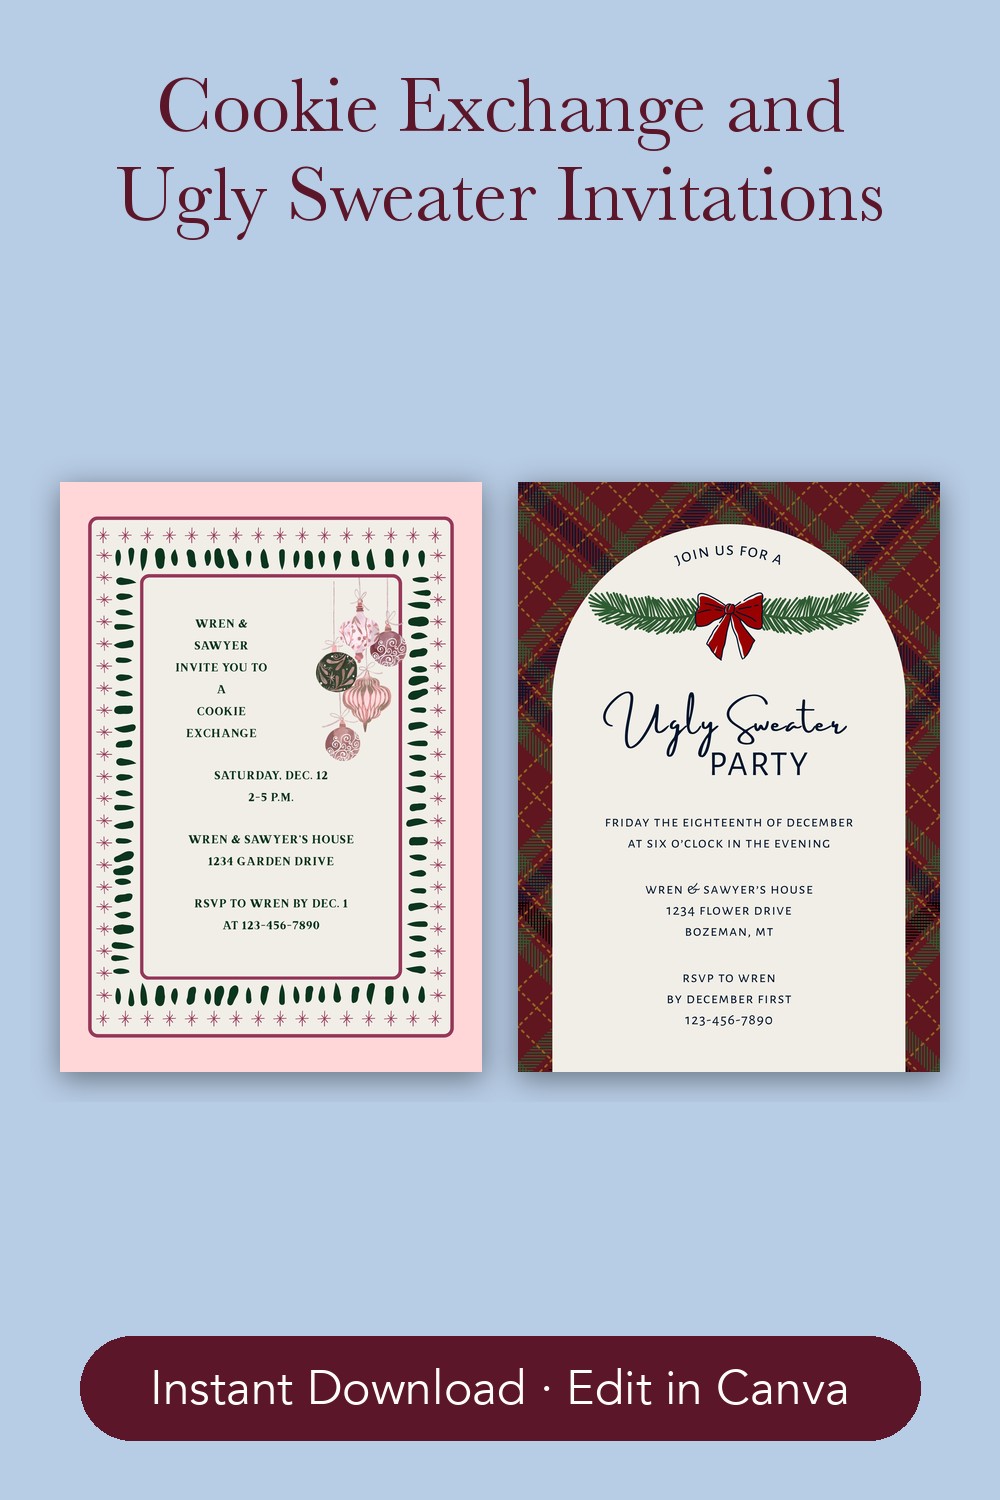 Cookie Exchange and
Ugly Sweater Invitations
WREN &
SAWYER
INVITE YOU TO
A
COOKIE
EXCHANGE
SATURDAY, DEC. 12
2-5 P.M.
WREN & SAWYER'S HOUSE
1234 GARDEN DRIVE
RSVP TO WREN BY DEC. 1
AT 123-456-7890
JOIN US FOR A
Ugly Sweater
PARTY
FRIDAY THE EIGHTEENTH OF DECEMBER
AT SIX O'CLOCK IN THE EVENING
WREN & SAWYER'S HOUSE
1234 FLOWER DRIVE
BOZEMAN, MT
RSVP TO WREN
BY DECEMBER FIRST
123-456-7890
Instant Download · Edit in Canva